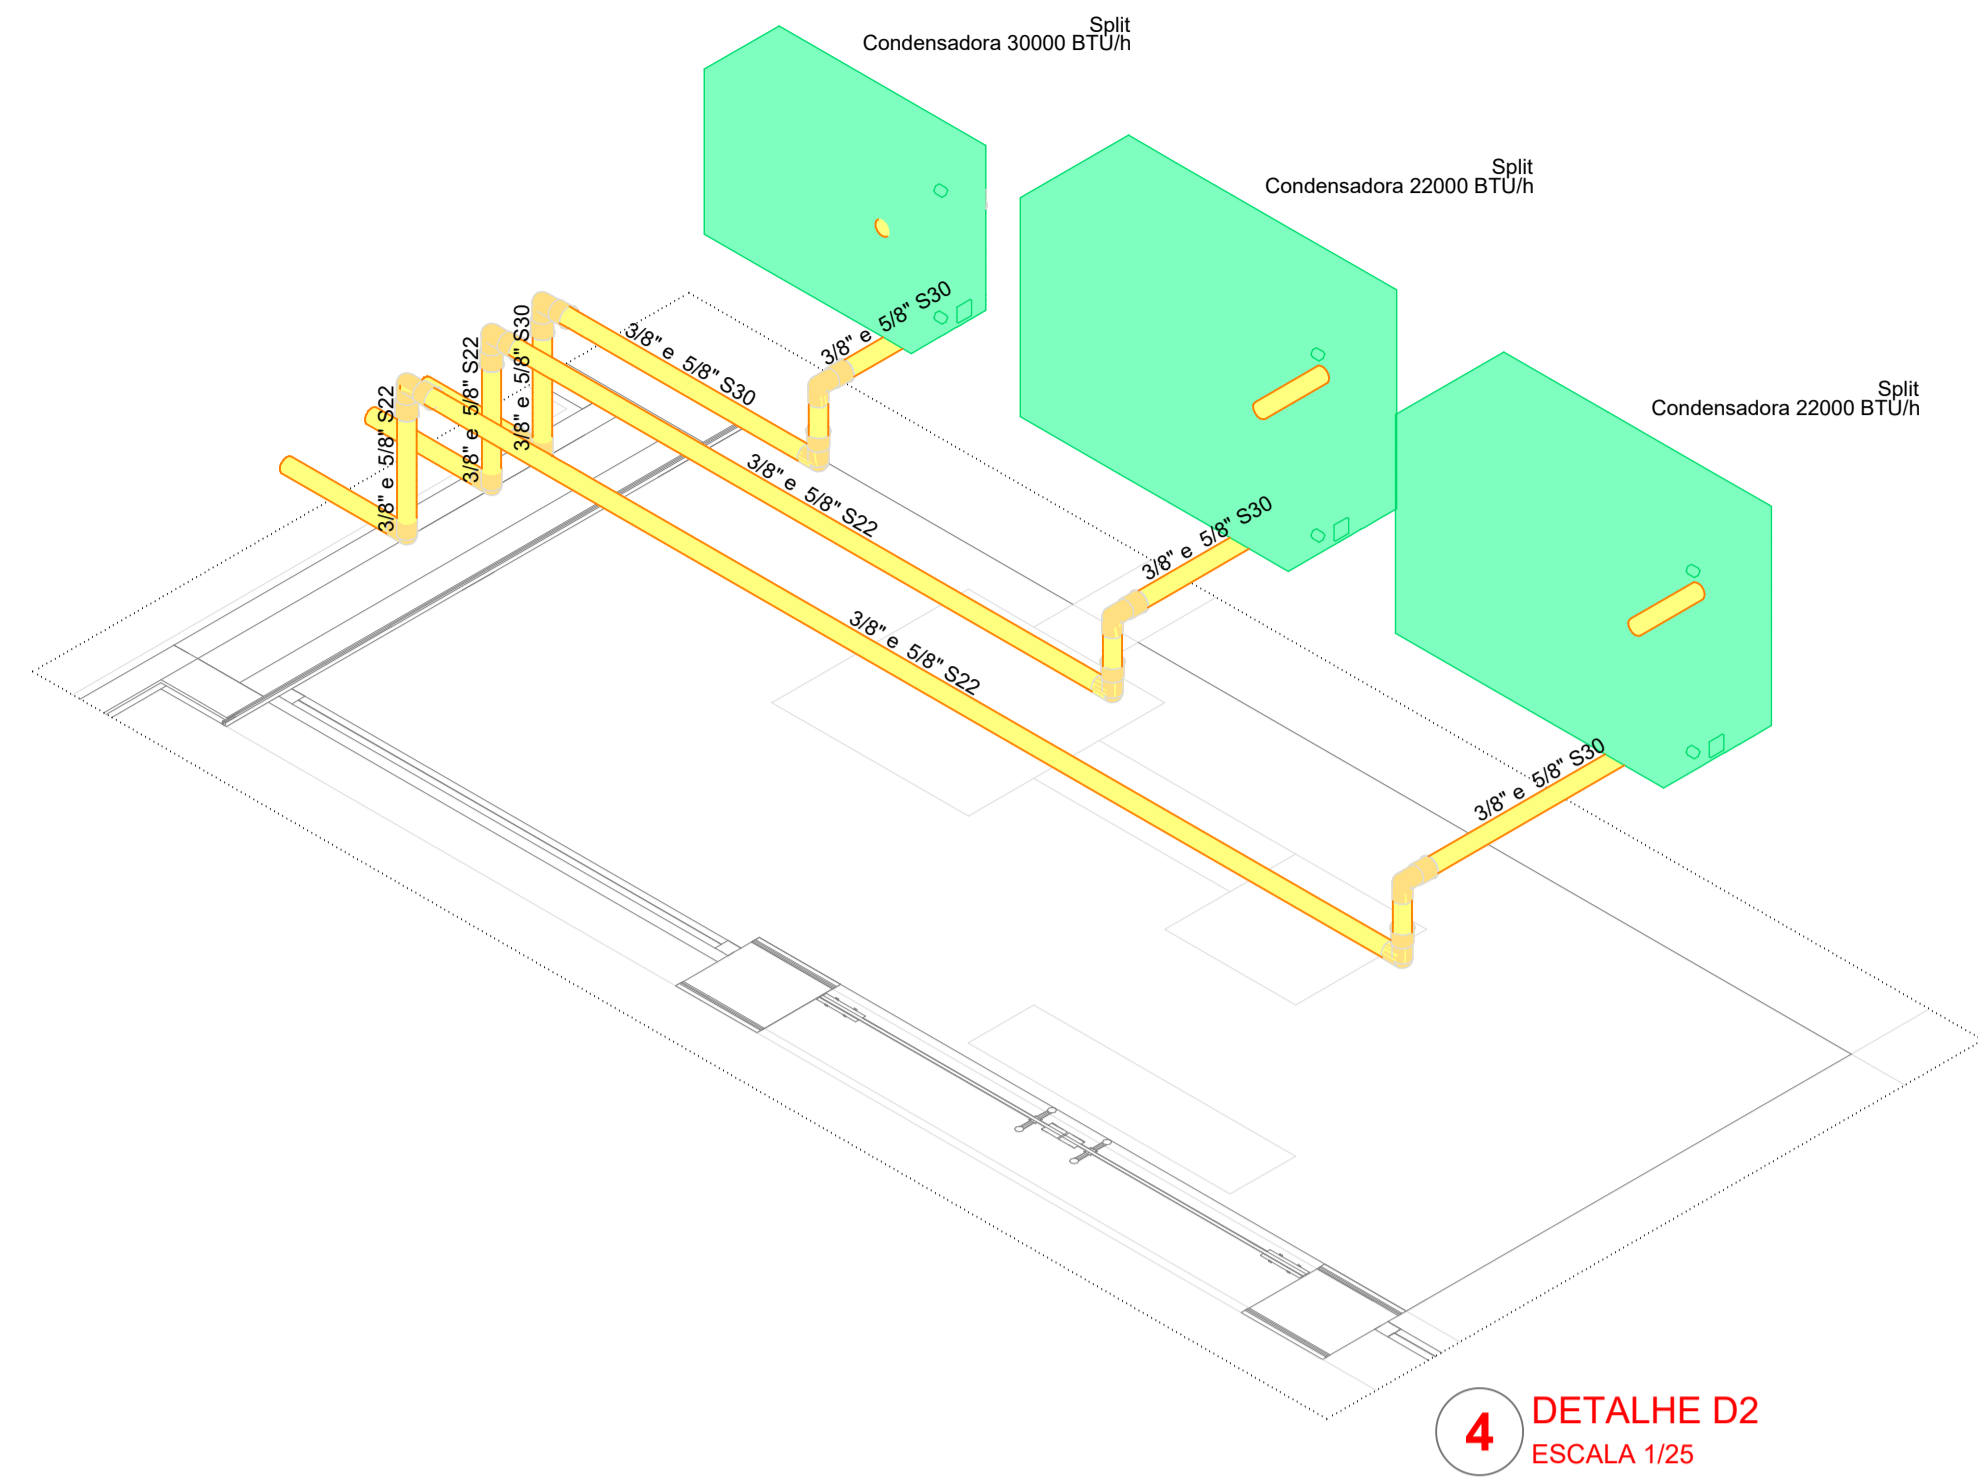 Split
Condensadora 30000 BTU/h
Split
Condensadora 22000 BTU/h
Split
Condensadora 22000 BTU/h
3/8" e 5/8" S30
3/8" e 5/8" S30
3/8" e 5/8" S30
3/8" e 5/8" S22
3/8" e 5/8" S22
3/8" e 5/8" S22
3/8" e 5/8" S30
3/8" e 5/8" S22
3/8" e 5/8" S30
4
DETALHE D2
ESCALA 1/25